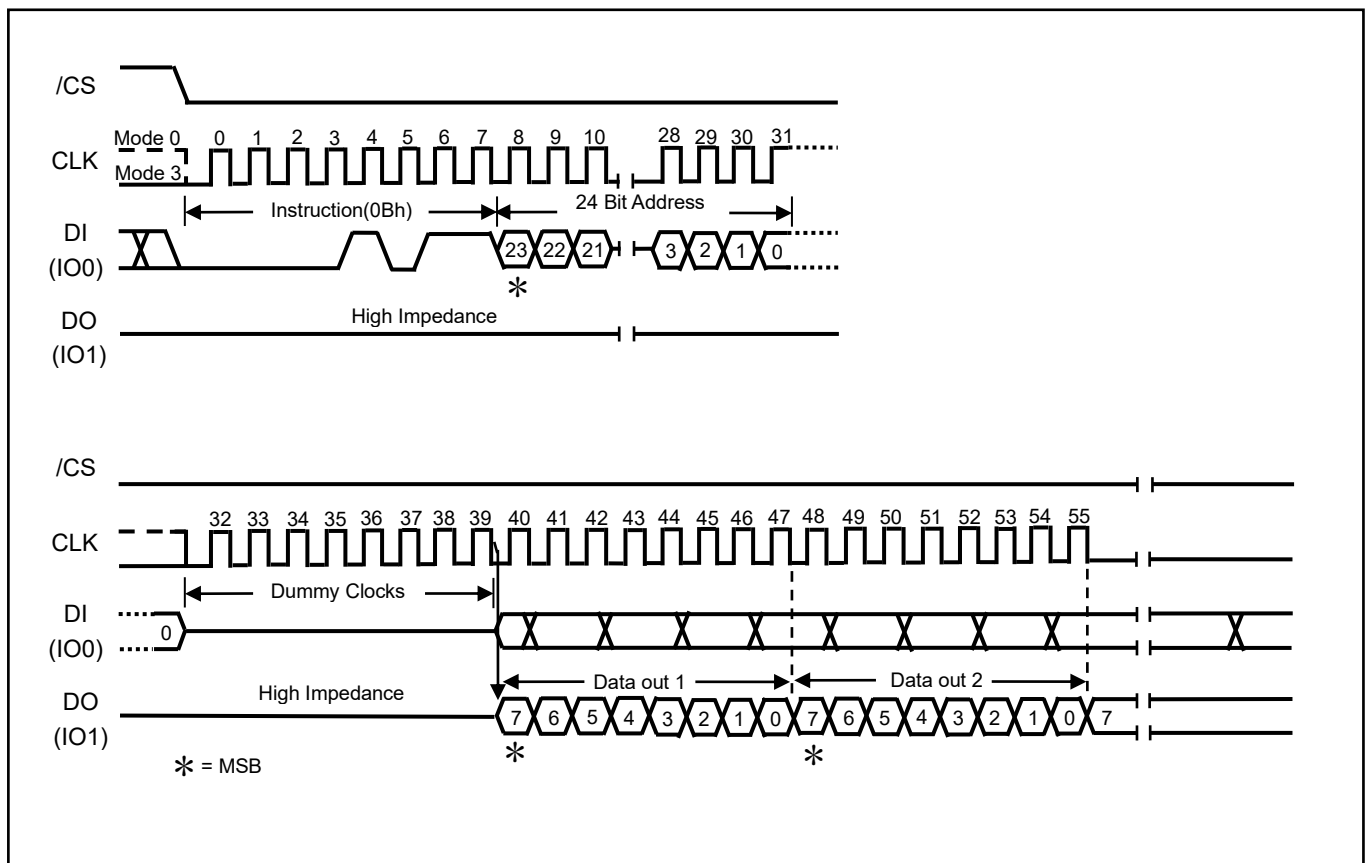 /CS
Mode 0 0 1 2 3 4 5 6 7 8 9 10 28 29 30 31
CLK
Mode 3
Instruction(0Bh) 24 Bit Address
DI
(IO0)
23 22 21 3 2 1 0
*
High Impedance
DO
(IO1)
/CS
32 33 34 35 36 37 38 39 40 41 42 43 44 45 46 47 48 49 50 51 52 53 54 55
CLK
Dummy Clocks
DI
(IO0)
0
High Impedance Data out 1 Data out 2
DO
(IO1)
7 6 5 4 3 2 1 0 7 6 5 4 3 2 1 0 7
* *
* = MSB